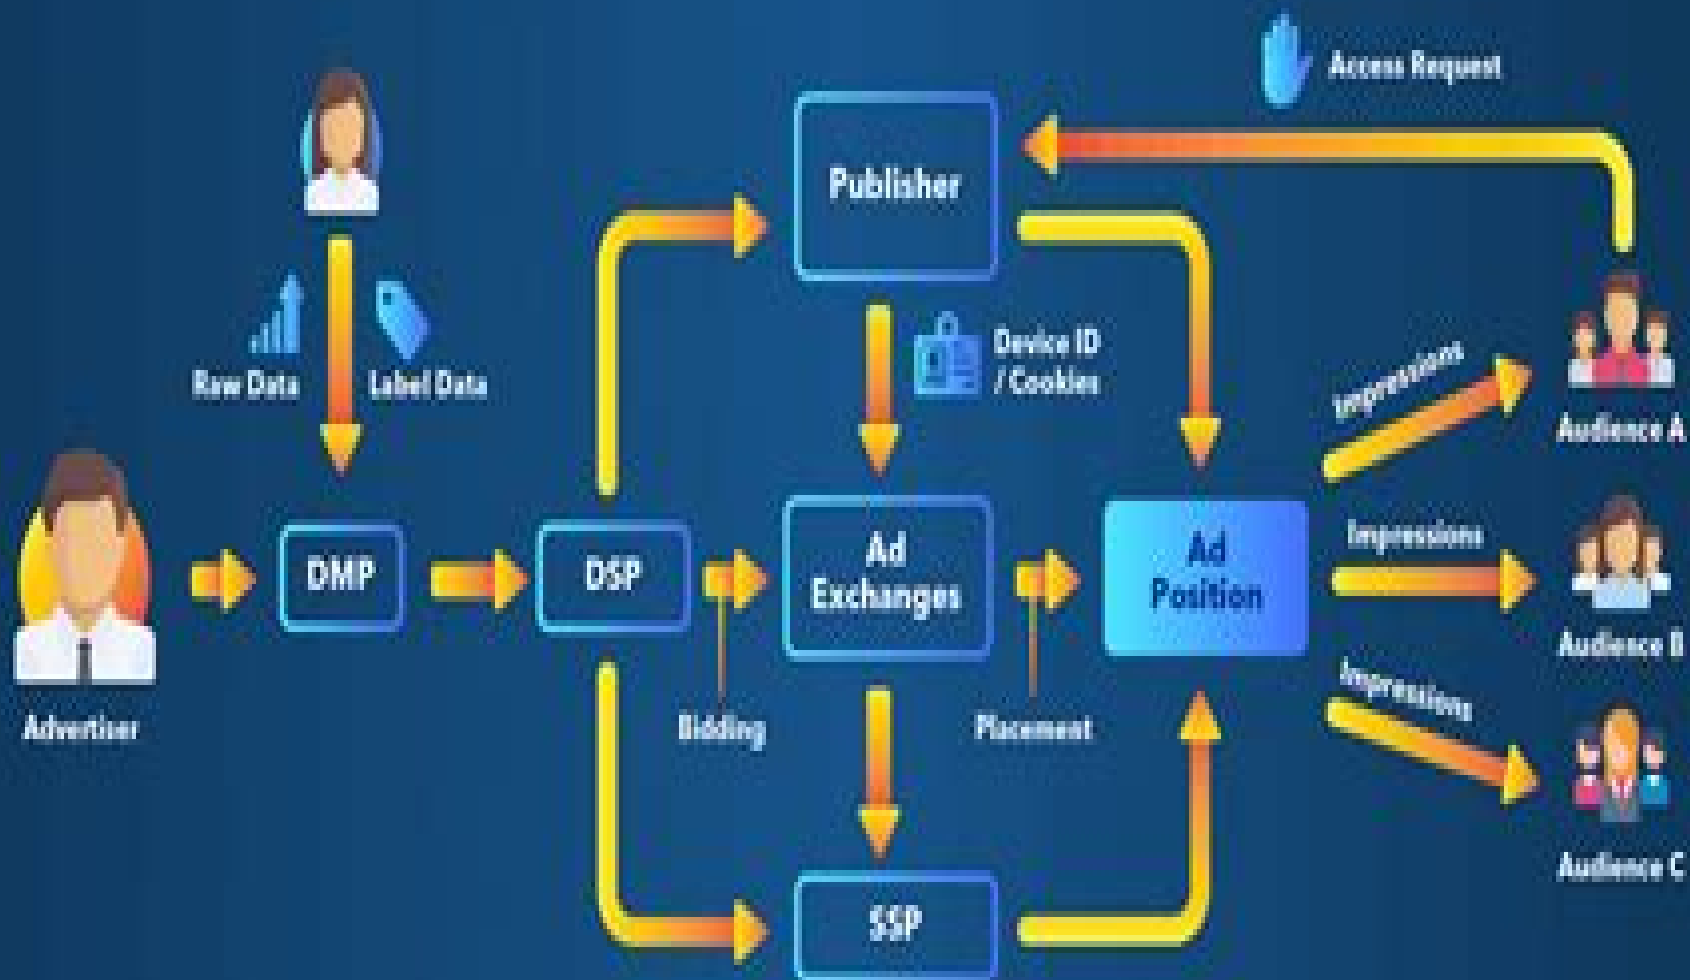 Access Request
Publisher
Raw Data
Label Data
Device ID
/ Cookies
Impressions
Audience A
DMP
DSP
Ad
Exchanges
Ad
Position
Impressions
Audience B
Advertiser
Bidding
Placement
Impressions
SSP
Audience C